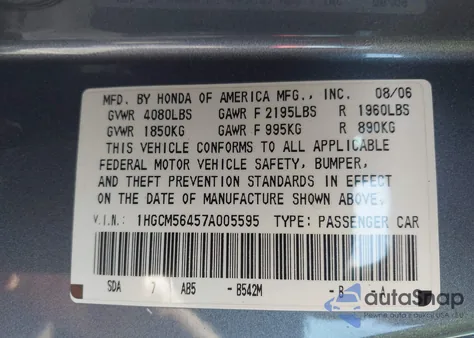 MFD. BY HONDA OF AMERICA MFG., INC. 08/06
GVWR 4080LBS GAWR F 2195LBS R 1960LBS
GVWR 1850KG GAWR F 995KG R 890KG
THIS VEHICLE CONFORMS TO ALL APPLICABLE
FEDERAL MOTOR VEHICLE SAFETY, BUMPER,
AND THEFT PREVENTION STANDARDS IN EFFECT
ON THE DATE OF MANUFACTURE SHOWN ABOVE.
V.I.N.: 1HGCM56457A005595 TYPE: PASSENGER CAR
SDA 7 AB5 -B542M -B -A
autoSnap